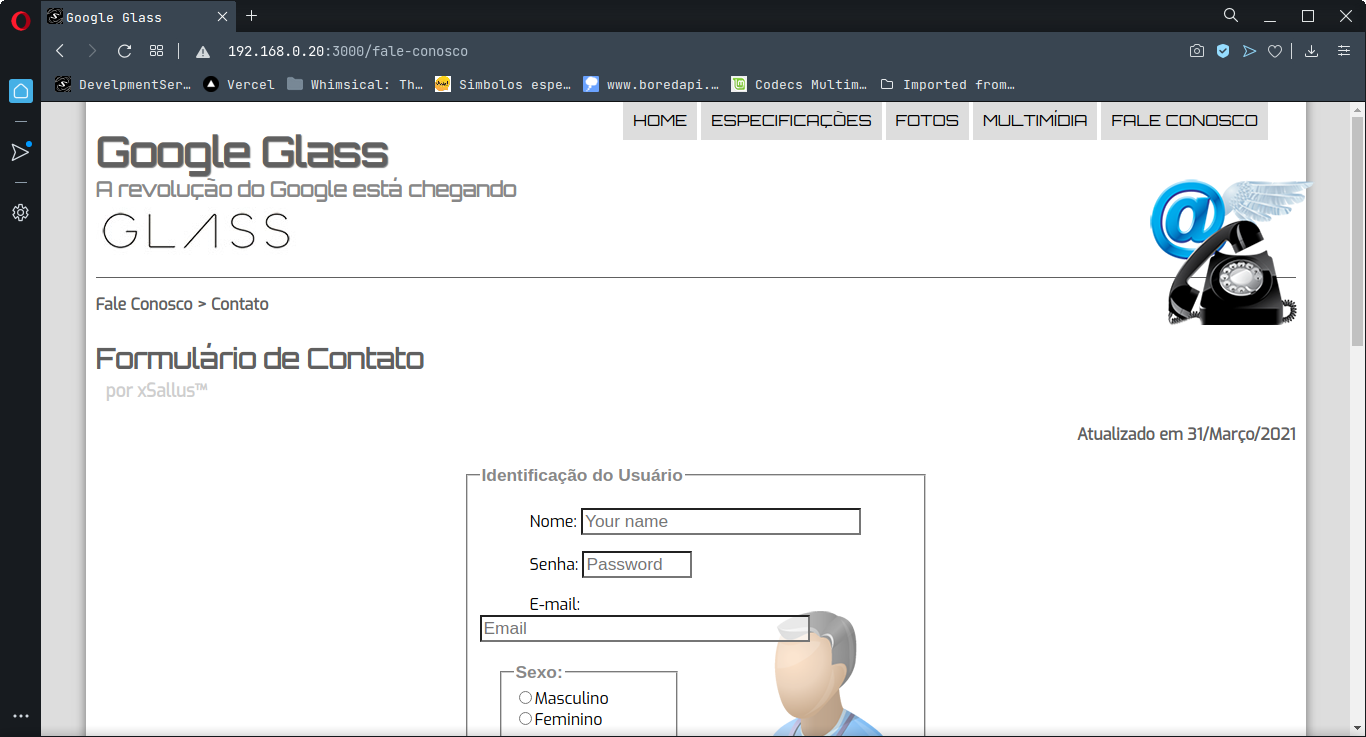 Google Glass
192.168.0.20:3000/fale-conosco
DevelpmentSer… Vercel Whimsical: Th… Simbolos espe… www.boredapi.… Codecs Multim… Imported from…
HOME ESPECIFICAÇÕES FOTOS MULTIMÍDIA FALE CONOSCO
Google Glass
A revolução do Google está chegando
GLASS
Fale Conosco > Contato
Formulário de Contato
por xSallus™
Atualizado em 31/Março/2021
Identificação do Usuário
Nome: Your name
Senha: Password
E-mail:
Email
Sexo:
Masculino
Feminino